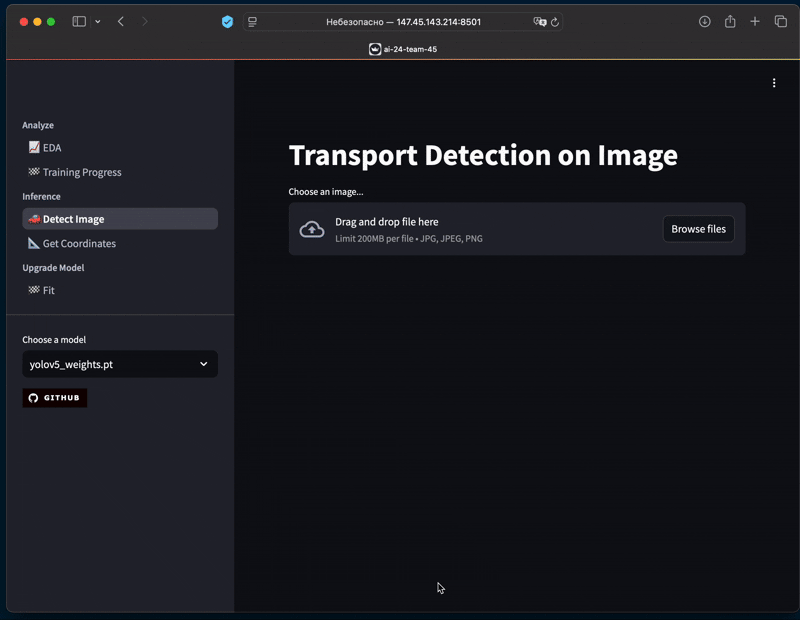 Небезопасно — 147.45.143.214:8501
ai-24-team-45
Analyze
EDA
Training Progress
Inference
Detect Image
Get Coordinates
Upgrade Model
Fit
Choose a model
yolov5_weights.pt
GITHUB
Transport Detection on Image
Choose an image...
Drag and drop file here
Limit 200MB per file • JPG, JPEG, PNG
Browse files